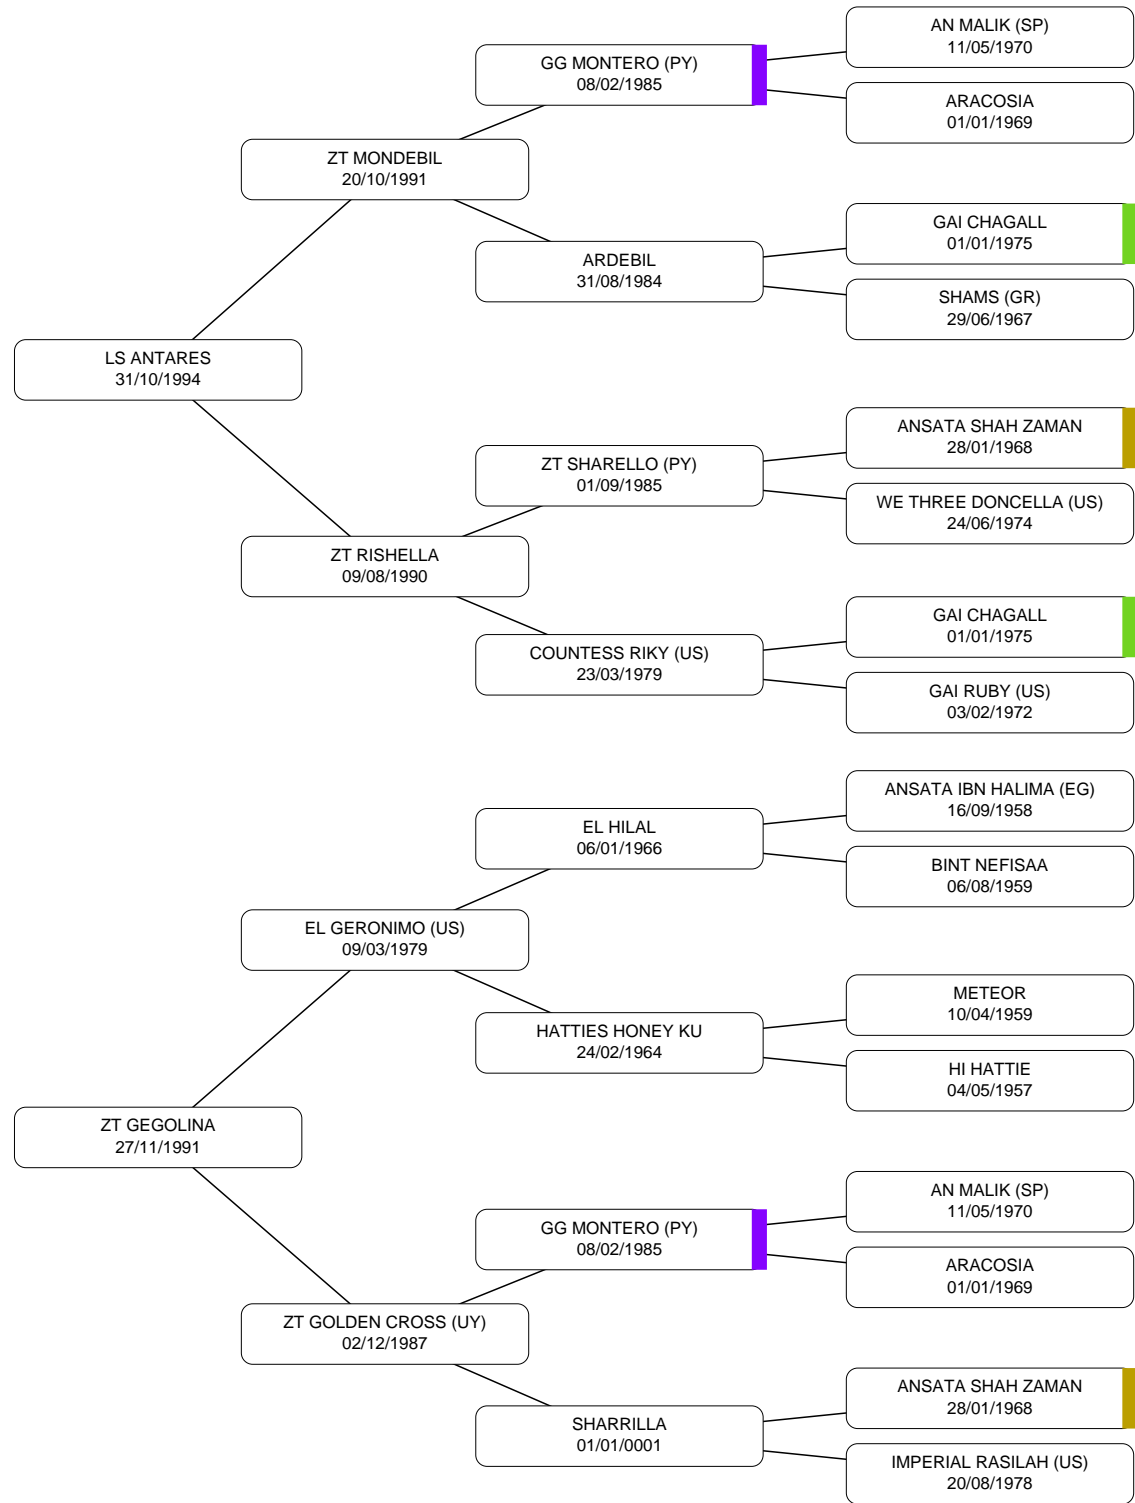 AN MALIK (SP)
11/05/1970
GG MONTERO (PY)
08/02/1985
ARACOSIA
01/01/1969
ZT MONDEBIL
20/10/1991
GAI CHAGALL
01/01/1975
ARDEBIL
31/08/1984
SHAMS (GR)
29/06/1967
LS ANTARES
31/10/1994
ANSATA SHAH ZAMAN
28/01/1968
ZT SHARELLO (PY)
01/09/1985
WE THREE DONCELLA (US)
24/06/1974
ZT RISHELLA
09/08/1990
GAI CHAGALL
01/01/1975
COUNTESS RIKY (US)
23/03/1979
GAI RUBY (US)
03/02/1972
ANSATA IBN HALIMA (EG)
16/09/1958
EL HILAL
06/01/1966
BINT NEFISAA
06/08/1959
EL GERONIMO (US)
09/03/1979
METEOR
10/04/1959
HATTIES HONEY KU
24/02/1964
HI HATTIE
04/05/1957
ZT GEGOLINA
27/11/1991
AN MALIK (SP)
11/05/1970
GG MONTERO (PY)
08/02/1985
ARACOSIA
01/01/1969
ZT GOLDEN CROSS (UY)
02/12/1987
ANSATA SHAH ZAMAN
28/01/1968
SHARRILLA
01/01/0001
IMPERIAL RASILAH (US)
20/08/1978